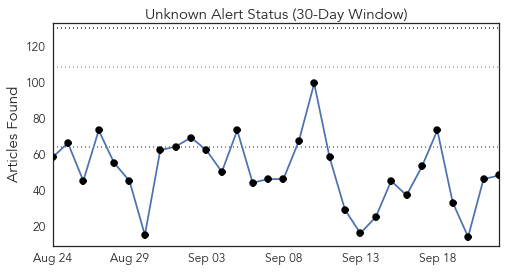 Unknown Alert Status (30-Day Window)
Articles Found
120
100
80
60
40
20
Aug 24 Aug 29 Sep 03 Sep 08 Sep 13 Sep 18